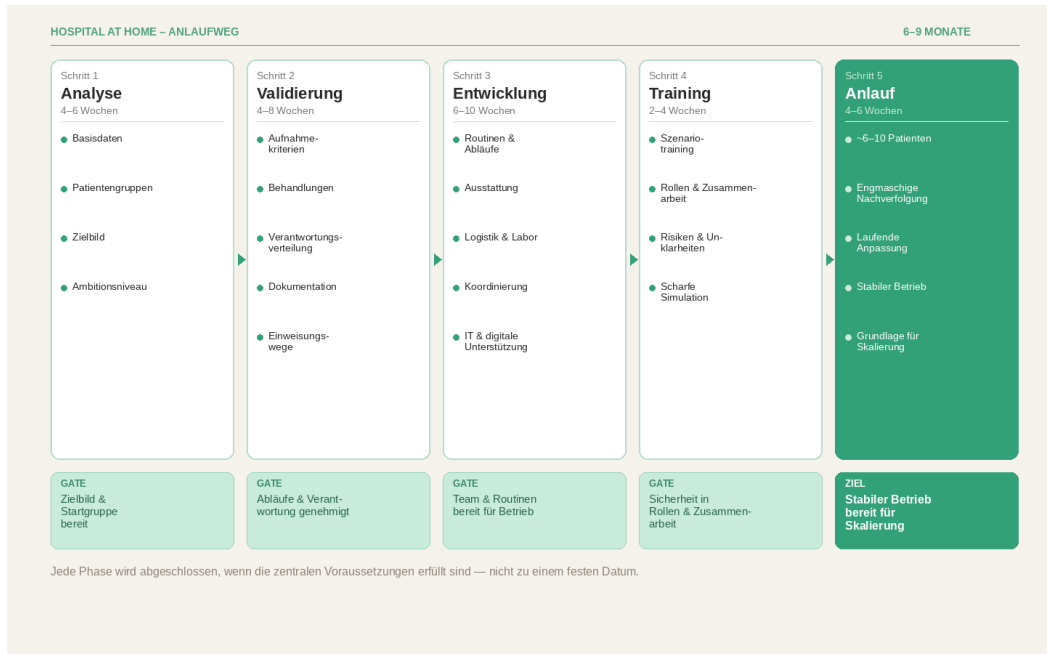 HOSPITAL AT HOME – ANLAUFWEG
6–9 MONATE
Schritt 1
Analyse
4–6 Wochen
Basisdaten
Patientengruppen
Zielbild
Ambitionsniveau
Schritt 2
Validierung
4–8 Wochen
Aufnahme-
kriterien
Behandlungen
Verantwortungs-
verteilung
Dokumentation
Einweisungs-
wege
Schritt 3
Entwicklung
6–10 Wochen
Routinen &
Abläufe
Ausstattung
Logistik & Labor
Koordinierung
IT & digitale
Unterstützung
Schritt 4
Training
2–4 Wochen
Szenario-
training
Rollen & Zusammen-
arbeit
Risiken & Un-
klarheiten
Scharfe
Simulation
Schritt 5
Anlauf
4–6 Wochen
~6–10 Patienten
Engmaschige
Nachverfolgung
Laufende
Anpassung
Stabiler Betrieb
Grundlage für
Skalierung
GATE
Zielbild &
Startgruppe
bereit
GATE
Abläufe & Verant-
wortung genehmigt
GATE
Team & Routinen
bereit für Betrieb
GATE
Sicherheit in
Rollen & Zusammen-
arbeit
ZIEL
Stabiler Betrieb
bereit für
Skalierung
Jede Phase wird abgeschlossen, wenn die zentralen Voraussetzungen erfüllt sind — nicht zu einem festen Datum.